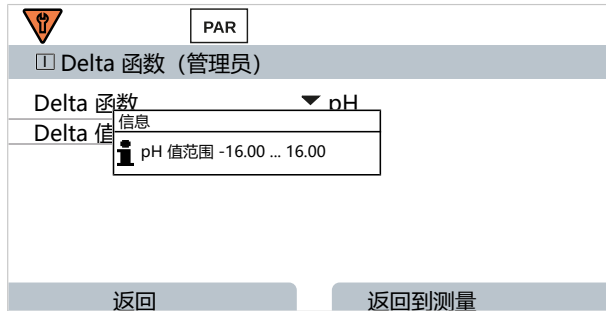 PAR
🅸 Delta 函数（管理员）
Delta 函数 pH
Delta 值
信息
pH 值范围 -16.00 ... 16.00
返回 返回到测量